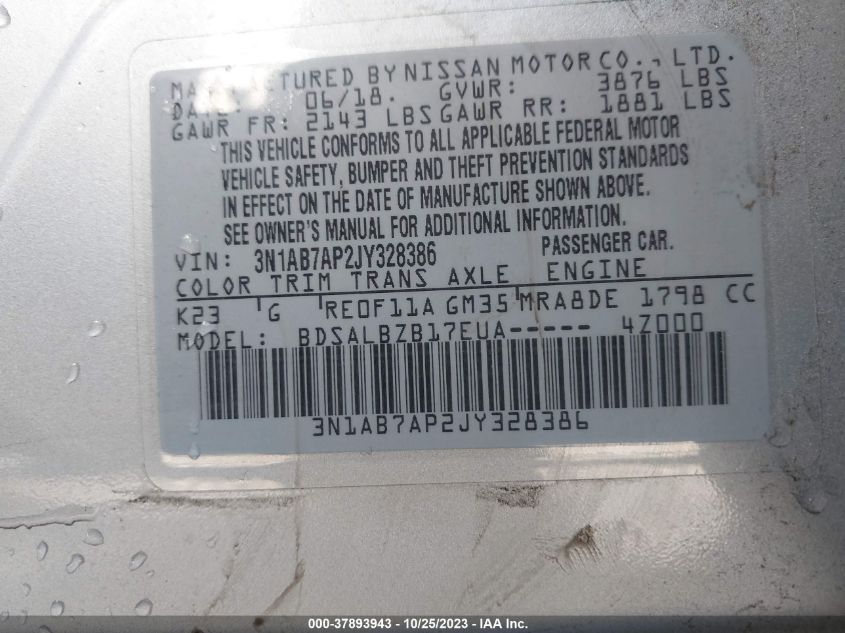 MANUFACTURED BY NISSAN MOTOR CO., LTD.
DATE: 06/18. GVWR: 3876 LBS
GAWR FR: 2143 LBS GAWR RR: 1881 LBS
THIS VEHICLE CONFORMS TO ALL APPLICABLE FEDERAL MOTOR
VEHICLE SAFETY, BUMPER AND THEFT PREVENTION STANDARDS
IN EFFECT ON THE DATE OF MANUFACTURE SHOWN ABOVE.
SEE OWNER'S MANUAL FOR ADDITIONAL INFORMATION.
VIN: 3N1AB7AP2JY328386 PASSENGER CAR.
COLOR TRIM TRANS AXLE ENGINE
K23 G RE0F11A GM35 MRA8DE 1798 CC
MODEL: BDSALBZB17EUA----- 4Z000
3N1AB7AP2JY328386
000-37893943 - 10/25/2023 - IAA Inc.